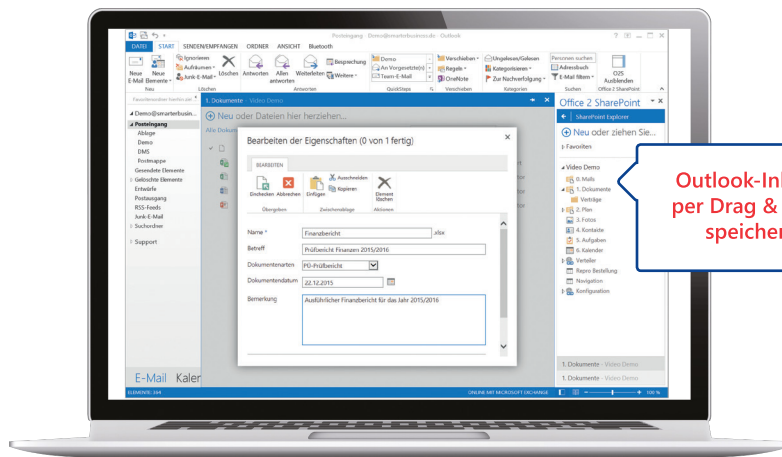 Posteingang - Demo@smarterbusiness.de - Outlook
DATEI START SENDEN/EMPFANGEN ORDNER ANSICHT Bluetooth
Neue E-Mail
Neue Elemente
Neu
Ignorieren
Aufräumen
Junk-E-Mail
Löschen
Löschen
Antworten
Allen antworten
Weiterleiten
Besprechung
Weitere
Antworten
Demo
An Vorgesetzte(n)
Team-E-Mail
QuickSteps
Verschieben
Regeln
OneNote
Verschieben
Ungelesen/Gelesen
Kategorisieren
Zur Nachverfolgung
Kategorien
Personen suchen
Adressbuch
E-Mail filtern
Suchen
O2S Ausblenden
Office 2 SharePoint
Demo@smarterbusin...
Posteingang
Ablage
Demo
DMS
Postmappe
Gesendete Elemente
Gelöschte Elemente
Entwürfe
Postausgang
RSS-Feeds
Junk-E-Mail
Suchordner
Support
1. Dokumente - Video Demo
Neu oder Dateien hier herziehen...
Alle Dokum
Bearbeiten der Eigenschaften (0 von 1 fertig)
BEARBEITEN
Einchecken
Abbrechen
Übergeben
Einfügen
Ausschneiden
Kopieren
Zwischenablage
Element löschen
Aktionen
Name * Finanzbericht .xlsx
Betreff Prüfbericht Finanzen 2015/2016
Dokumentenarten PÜ-Prüfbericht
Dokumentendatum 22.12.2015
Bemerkung Ausführlicher Finanzbericht für das Jahr 2015/2016
Office 2 SharePoint
SharePoint Explorer
Neu oder ziehen Sie...
Favoriten
Video Demo
0. Mails
1. Dokumente
Verträge
2. Plan
3. Fotos
4. Kontakte
5. Aufgaben
6. Kalender
Verteiler
Repro Bestellung
Navigation
Konfiguration
1. Dokumente - Video Demo
1. Dokumente - Video Demo
Outlook-Inl
per Drag &
speicher
E-Mail Kaler
ELEMENTE: 394
ONLINE MIT MICROSOFT EXCHANGE
100 %